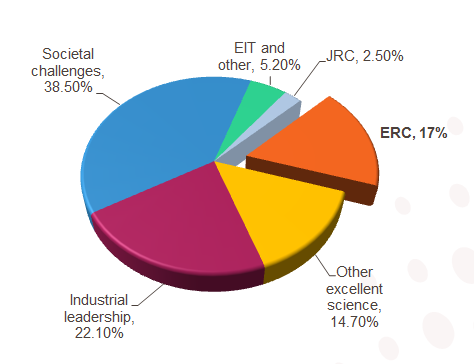 Societal
challenges,
38.50%
EIT and
other, 5.20%
JRC, 2.50%
ERC, 17%
Other
excellent
science,
14.70%
Industrial
leadership,
22.10%